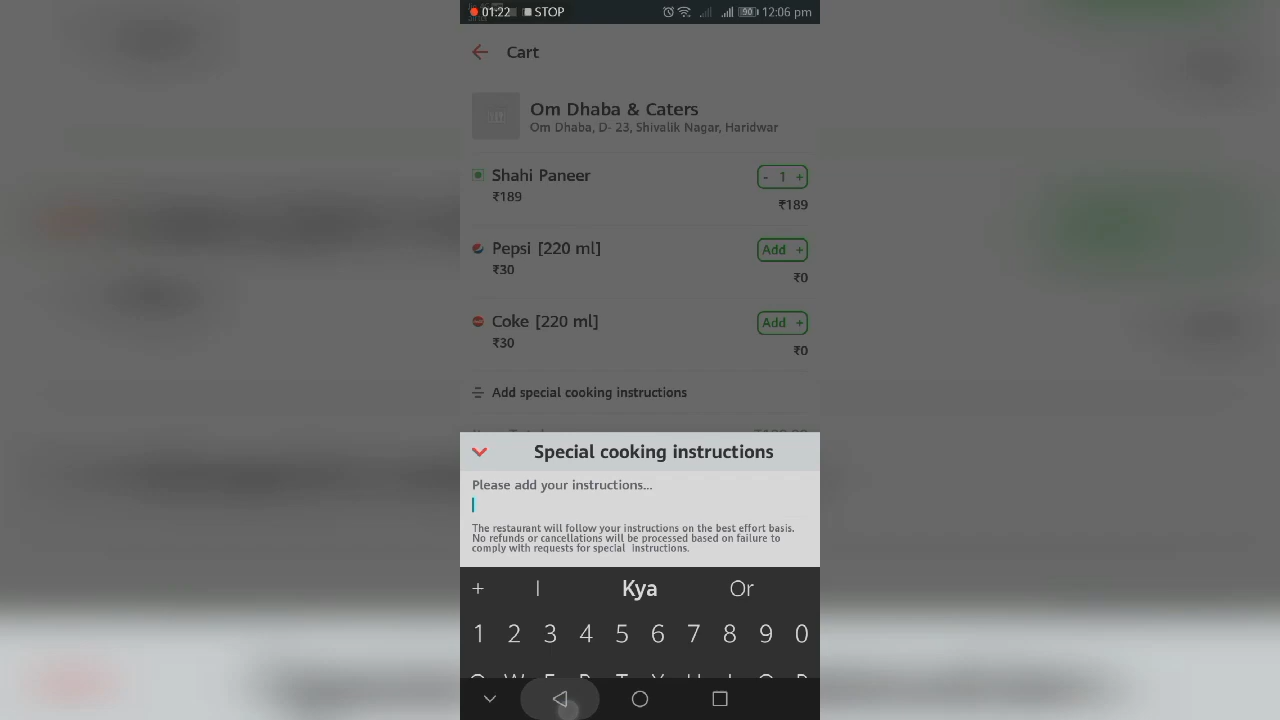 01:22 STOP 90 12:06 pm
Cart
Om Dhaba & Caters
Om Dhaba, D- 23, Shivalik Nagar, Haridwar
Shahi Paneer - 1 +
₹189
₹189
Pepsi [220 ml] Add +
₹30
₹0
Coke [220 ml] Add +
₹30
₹0
Add special cooking instructions
Special cooking instructions
Please add your instructions...
The restaurant will follow your instructions on the best effort basis.
No refunds or cancellations will be processed based on failure to
comply with requests for special Instructions.
+ I Kya Or
1 2 3 4 5 6 7 8 9 0